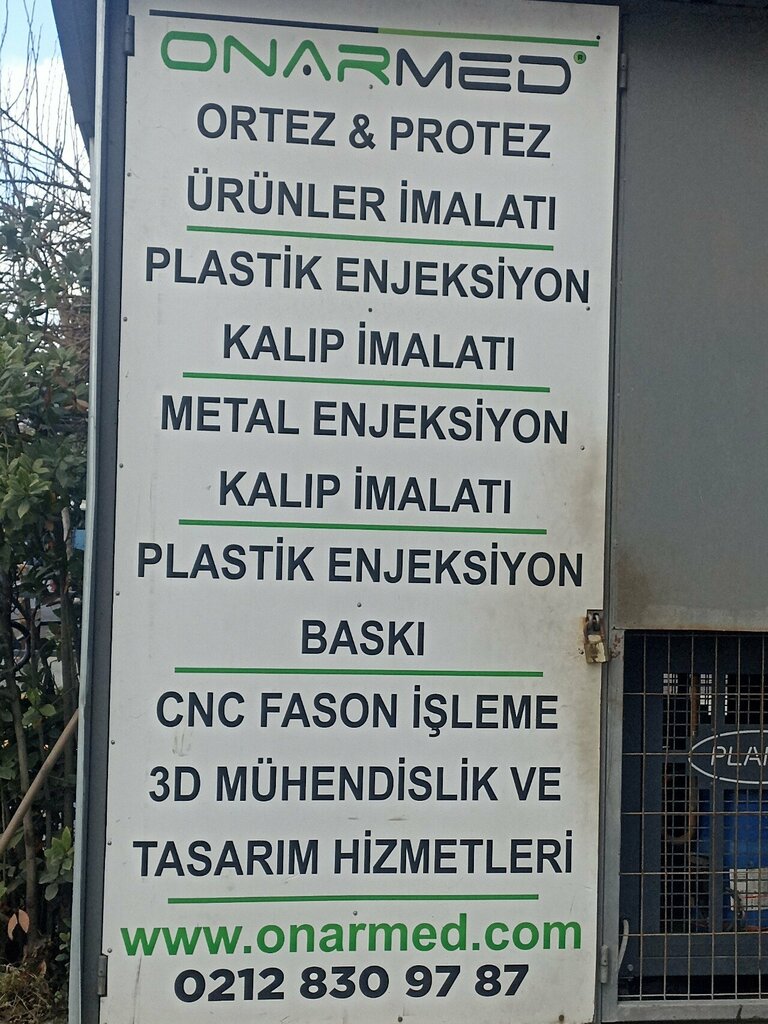 ONARMED®
ORTEZ & PROTEZ
ÜRÜNLER İMALATI
PLASTİK ENJEKSİYON
KALIP İMALATI
METAL ENJEKSİYON
KALIP İMALATI
PLASTİK ENJEKSİYON
BASKI
CNC FASON İŞLEME
3D MÜHENDİSLİK VE
TASARIM HİZMETLERİ
www.onarmed.com
0212 830 97 87